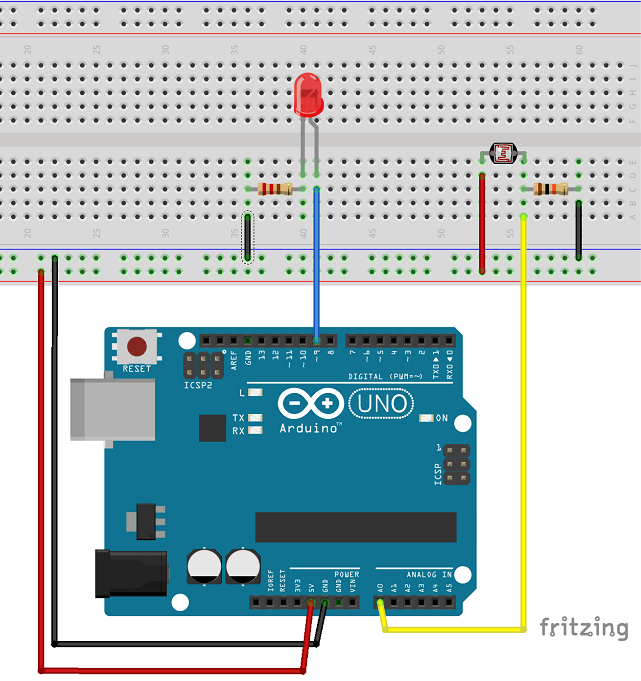 20 25 30 35 40 45 50 55 60
J
I
H
G
F
E
D
C
B
A
20 25 30 35 40 45 50 55 60
RESET
ICSP2
AREF
GND
13
12
~11
~10
~9
8
7
~6
~5
4
~3
2
TXD▲1
RXD◀0
DIGITAL (PWM=~)
L
TX
RX
UNO
Arduino™
ON
1
ICSP
IOREF
RESET
3V3
5V
GND
GND
VIN
POWER
ANALOG IN
A0
A1
A2
A3
A4
A5
fritzing